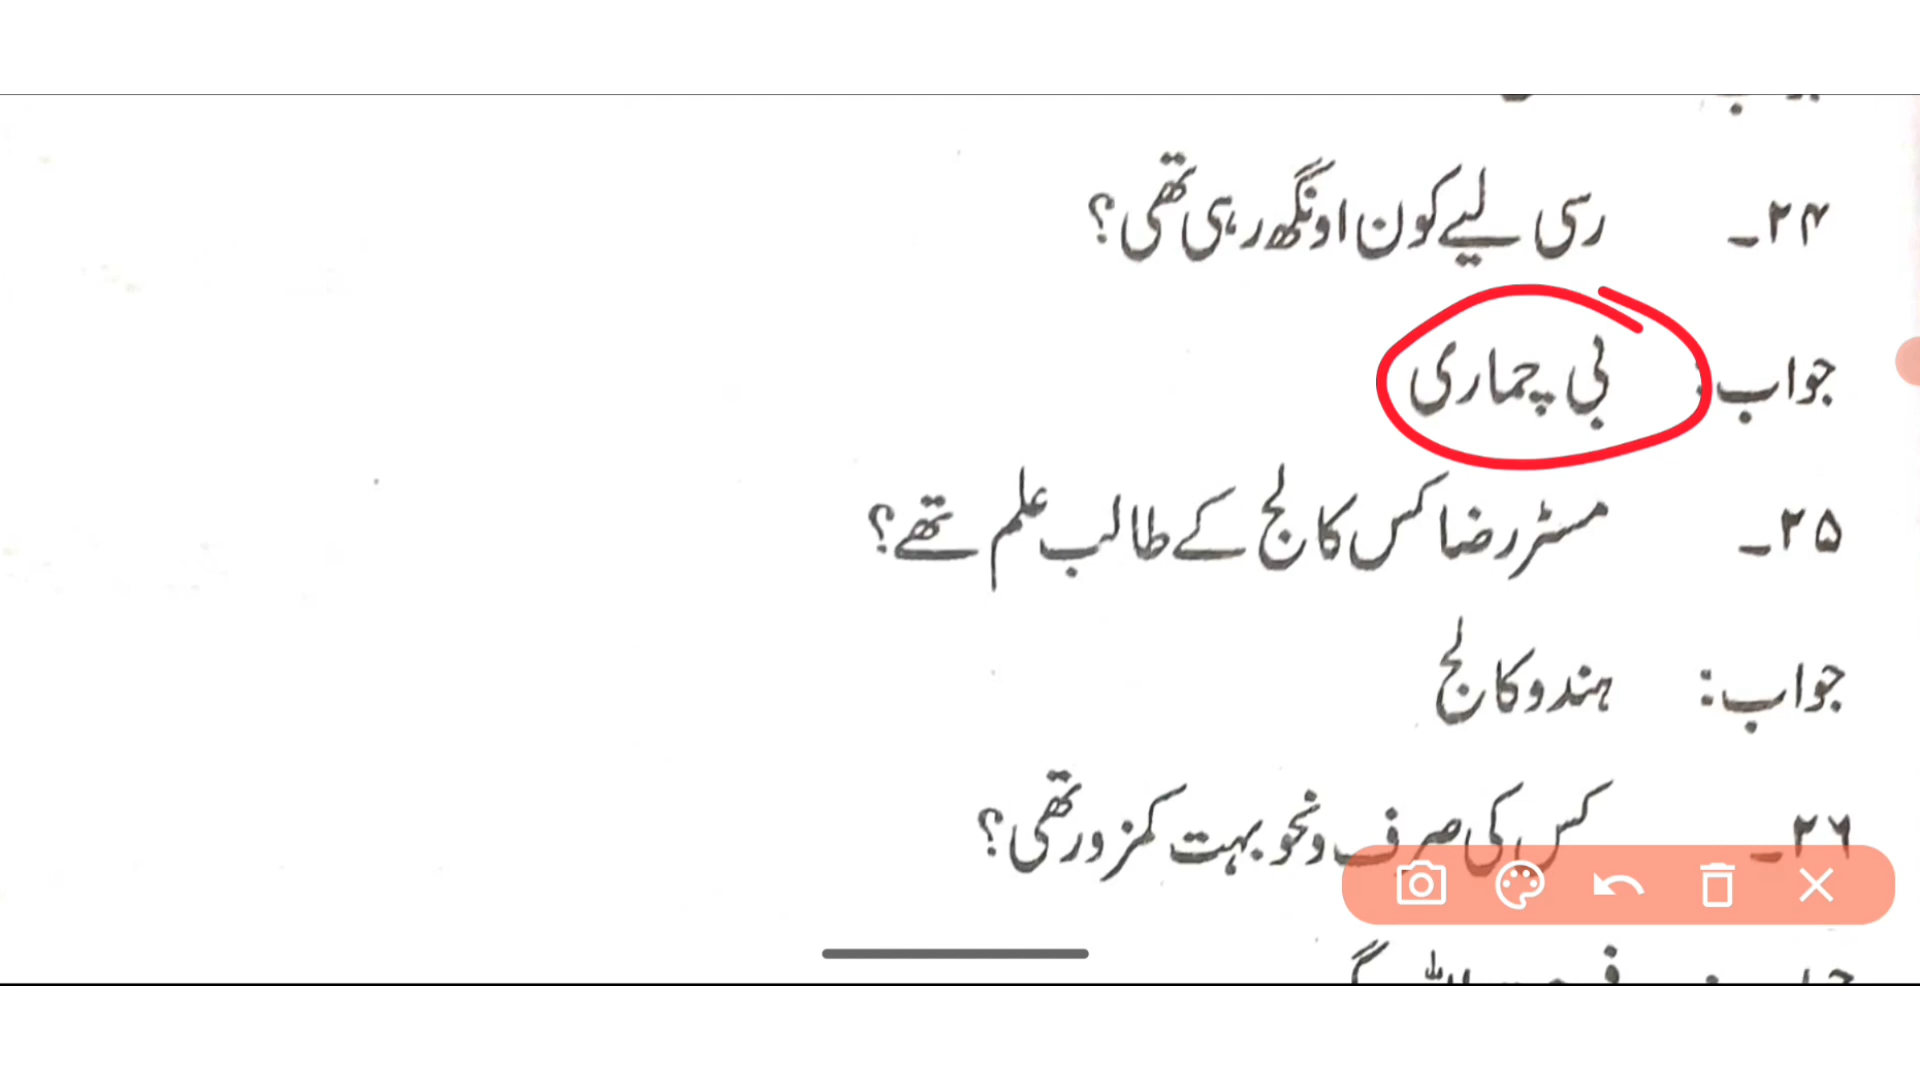 ۲۴۔ رسی لیے کون اونگھ رہی تھی؟
جواب: بی چماری
۲۵۔ مسٹر رضا کس کالج کے طالب علم تھے؟
جواب: ہندو کالج
۲۶۔ کس کی صرف و نحو بہت کمزور تھی؟